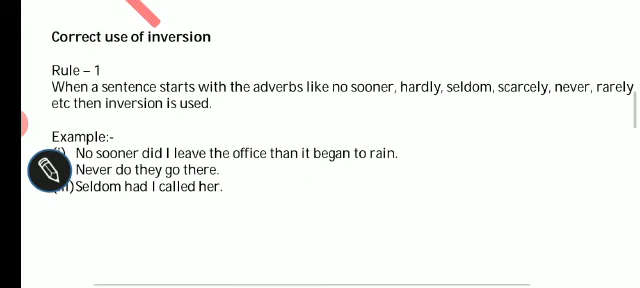 Correct use of inversion
Rule – 1
When a sentence starts with the adverbs like no sooner, hardly, seldom, scarcely, never, rarely
etc then inversion is used.
Example:-
No sooner did I leave the office than it began to rain.
Never do they go there.
Seldom had I called her.